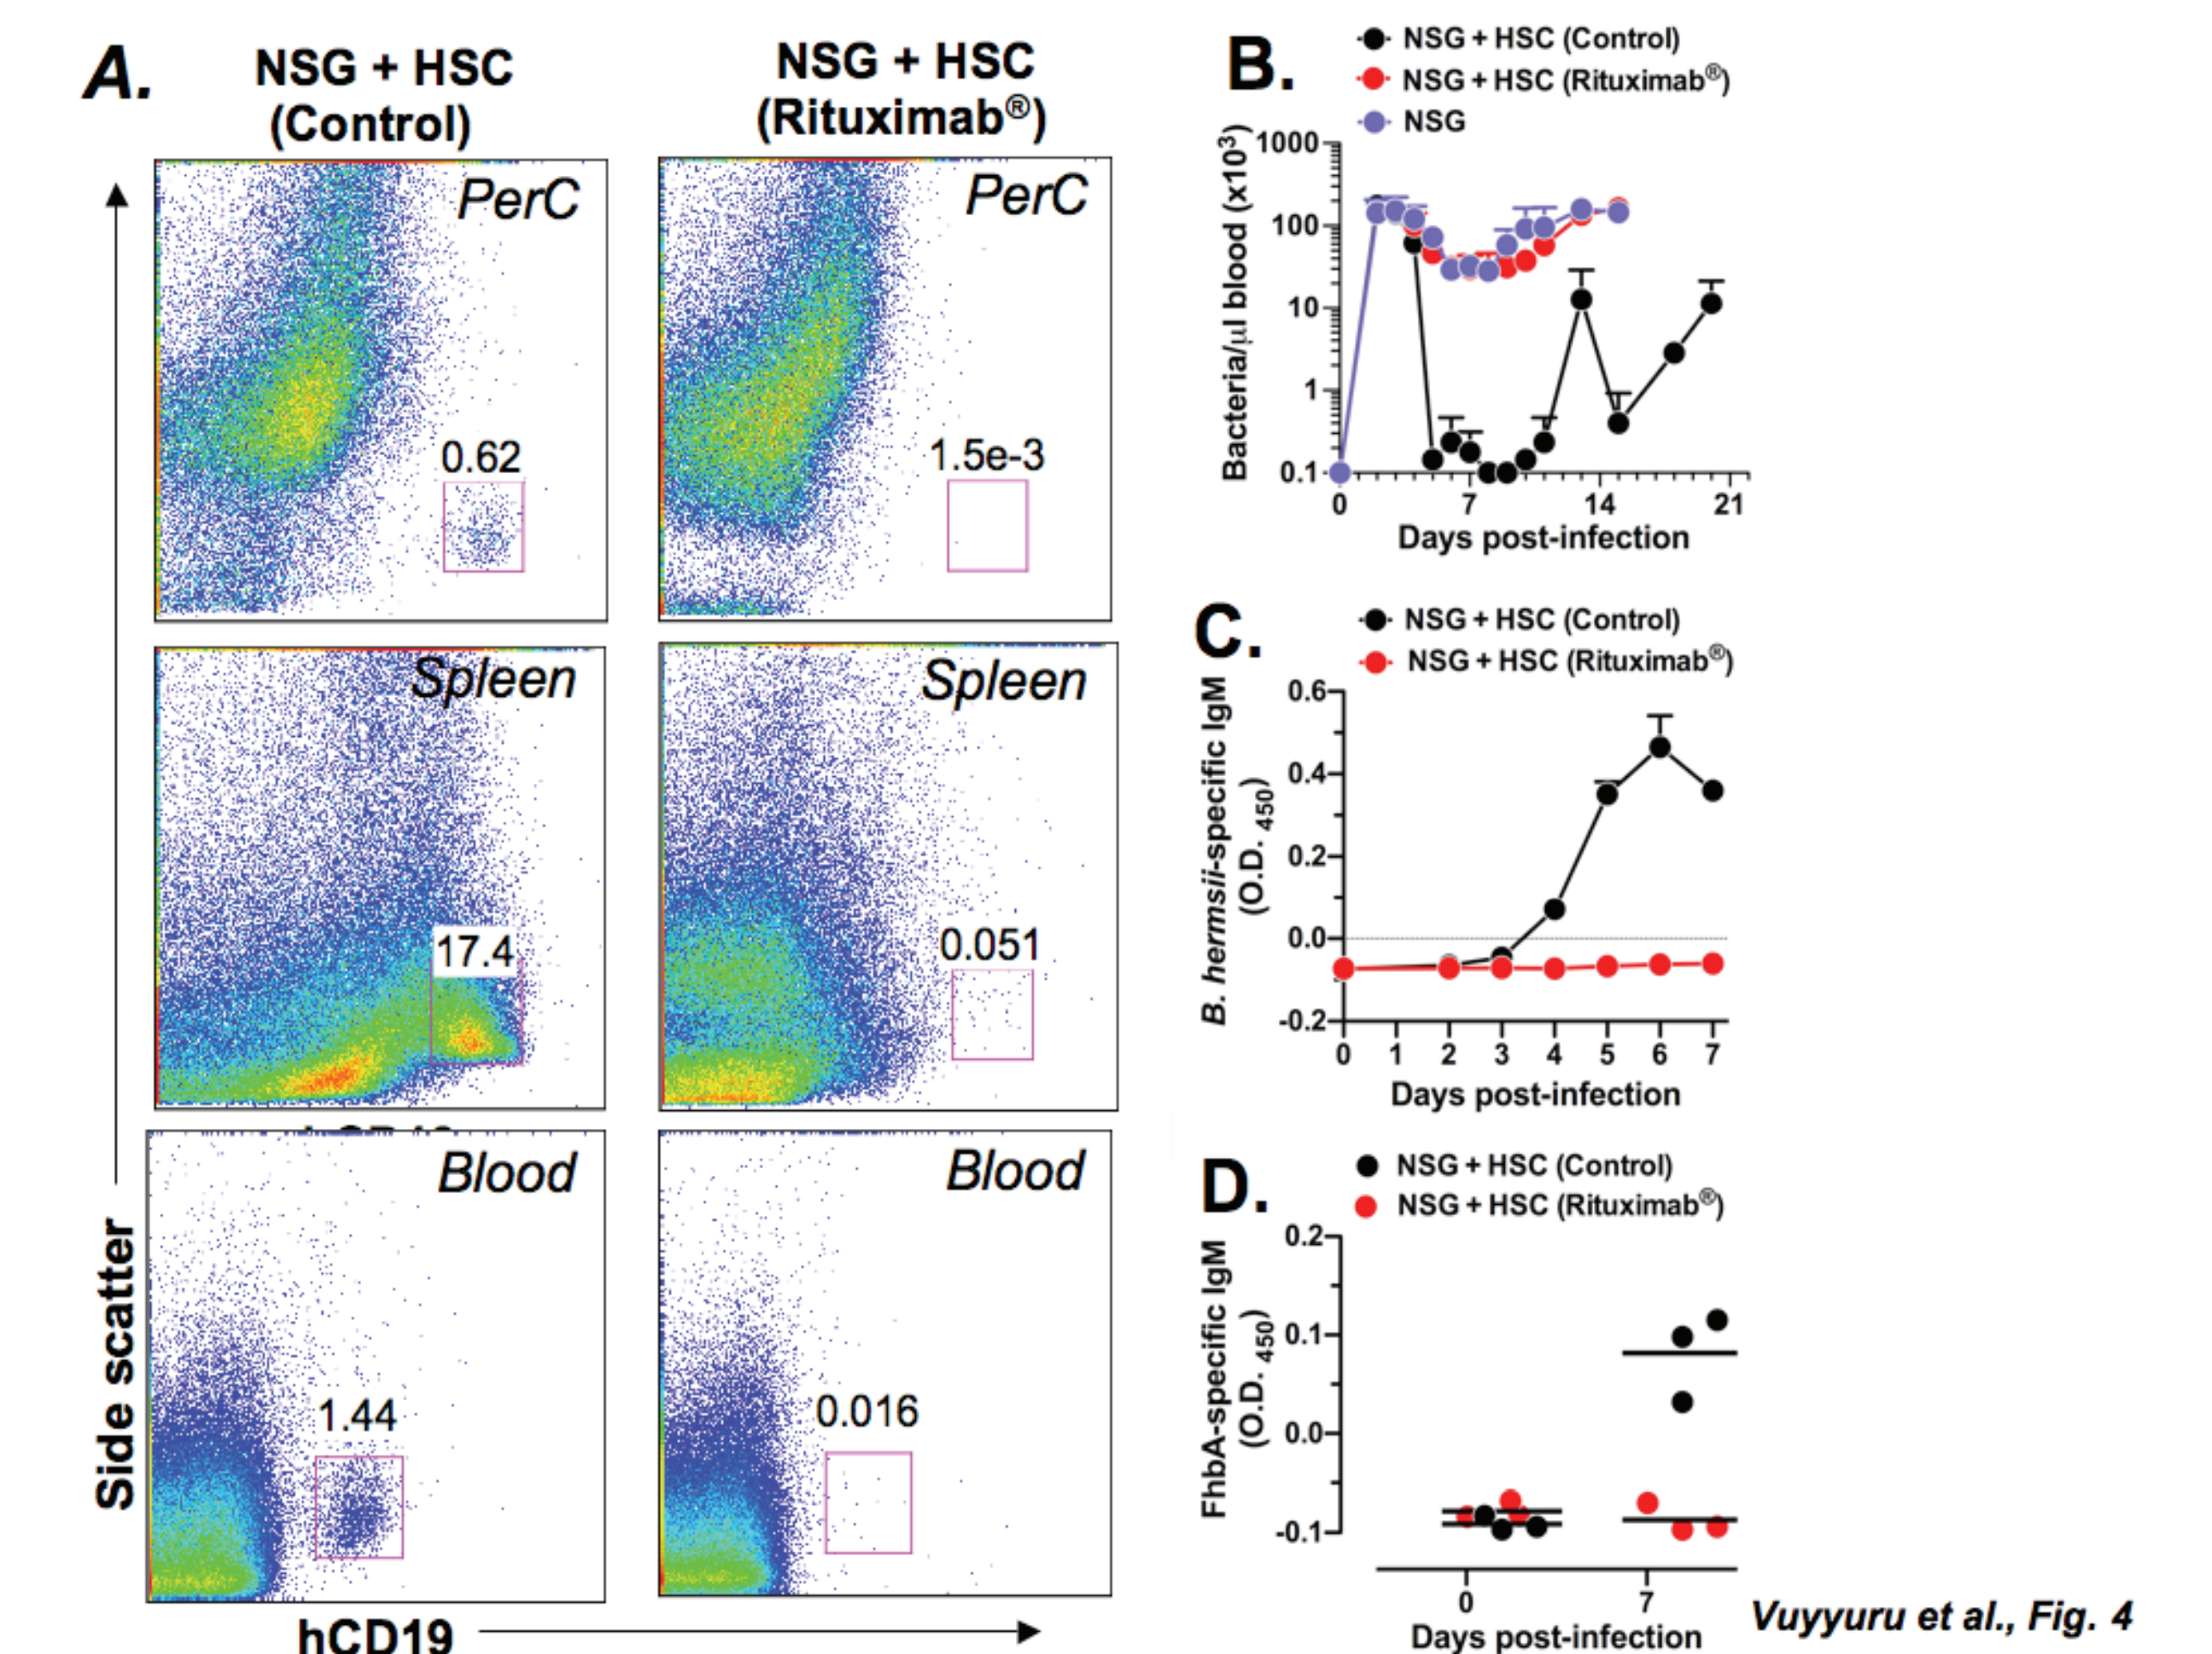 A.
NSG + HSC
(Control)
NSG + HSC
(Rituximab®)
PerC
0.62
PerC
1.5e-3
Spleen
17.4
Spleen
0.051
Blood
1.44
Blood
0.016
Side scatter
hCD19
B.
NSG + HSC (Control)
NSG + HSC (Rituximab®)
NSG
Bacteria/µl blood (x10³)
1000
100
10
1
0.1
0 7 14 21
Days post-infection
C.
NSG + HSC (Control)
NSG + HSC (Rituximab®)
B. hermsii-specific IgM
(O.D. 450)
0.6
0.4
0.2
0.0
-0.2
0 1 2 3 4 5 6 7
Days post-infection
D.
NSG + HSC (Control)
NSG + HSC (Rituximab®)
FhbA-specific IgM
(O.D. 450)
0.2
0.1
0.0
-0.1
0 7
Days post-infection
Vuyyuru et al., Fig. 4